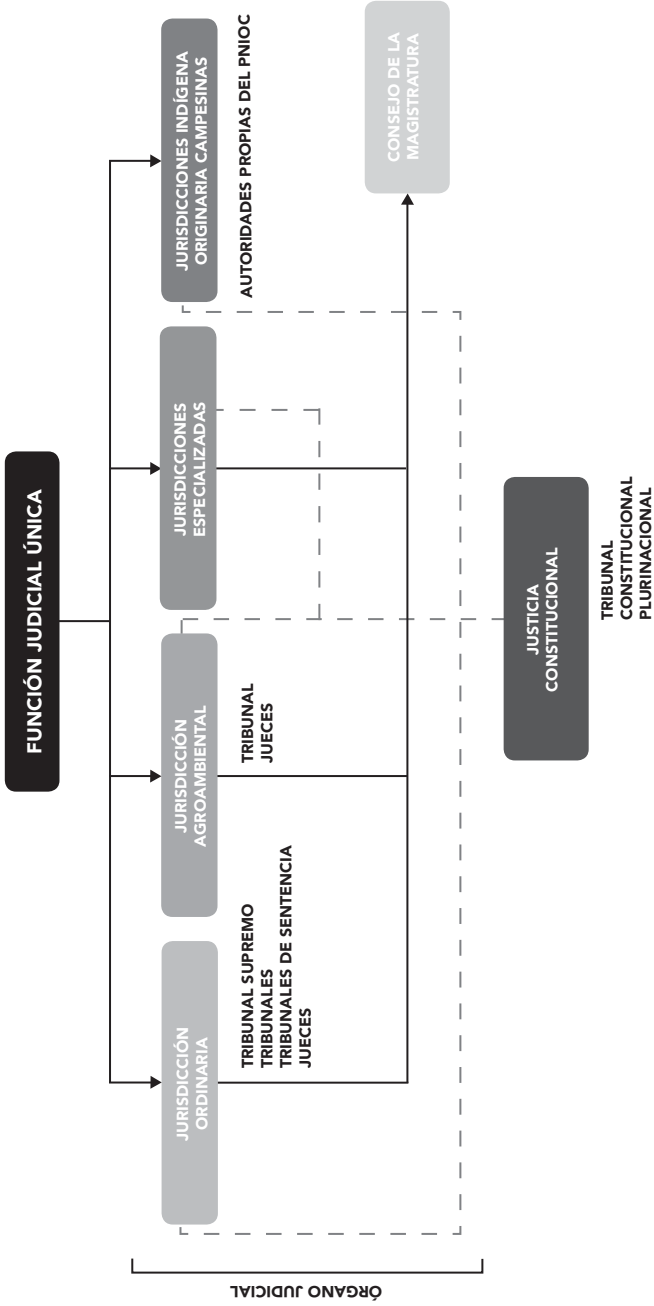 FUNCIÓN JUDICIAL ÚNICA
ÓRGANO JUDICIAL
JURISDICCIÓN
ORDINARIA
TRIBUNAL SUPREMO
TRIBUNALES
TRIBUNALES DE SENTENCIA
JUECES
JURISDICCIÓN
AGROAMBIENTAL
TRIBUNAL
JUECES
JURISDICCIONES
ESPECIALIZADAS
JURISDICCIONES INDÍGENA
ORIGINARIA CAMPESINAS
AUTORIDADES PROPIAS DEL PNIOC
CONSEJO DE LA
MAGISTRATURA
JUSTICIA
CONSTITUCIONAL
TRIBUNAL
CONSTITUCIONAL
PLURINACIONAL